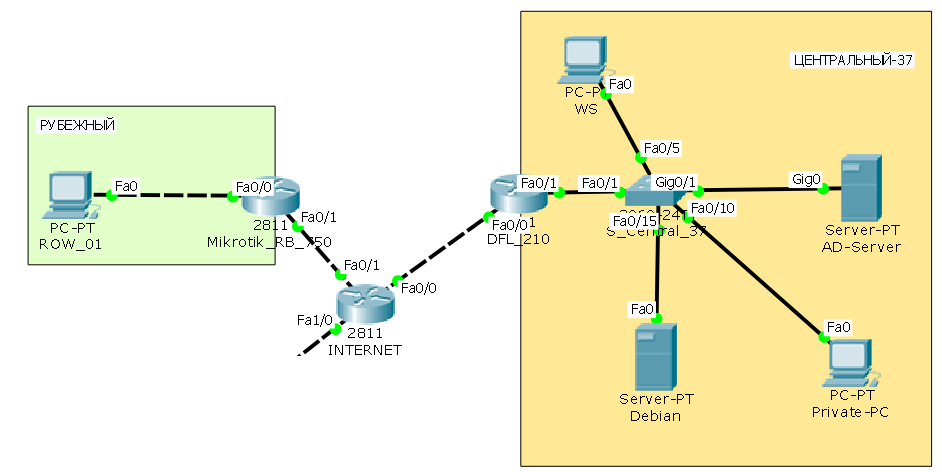 РУБЕЖНЫЙ
Fa0
PC-PT
ROW_01
Fa0/0
2811
Mikrotik_RB_750
Fa0/1
Fa0/1
Fa0/0
Fa1/0
2811
INTERNET
ЦЕНТРАЛЬНЫЙ-37
PC-P
WS
Fa0
Fa0/5
Fa0/1
Fa0/0
DFL_210
Fa0/1
Gig0/1
Fa0/10
Fa0/15
S_Central_37
Gig0
Server-PT
AD-Server
Fa0
Server-PT
Debian
Fa0
PC-PT
Private-PC